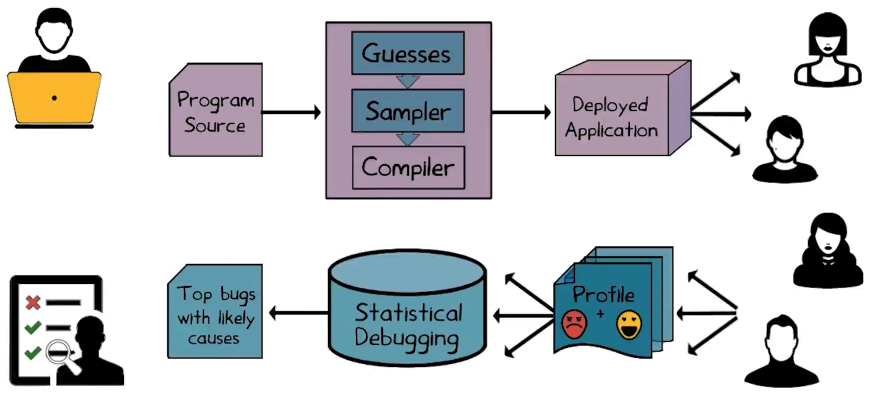 Guesses
Program
Source
Sampler
Compiler
Deployed
Application
Top bugs
with likely
causes
Statistical
Debugging
Profile
+